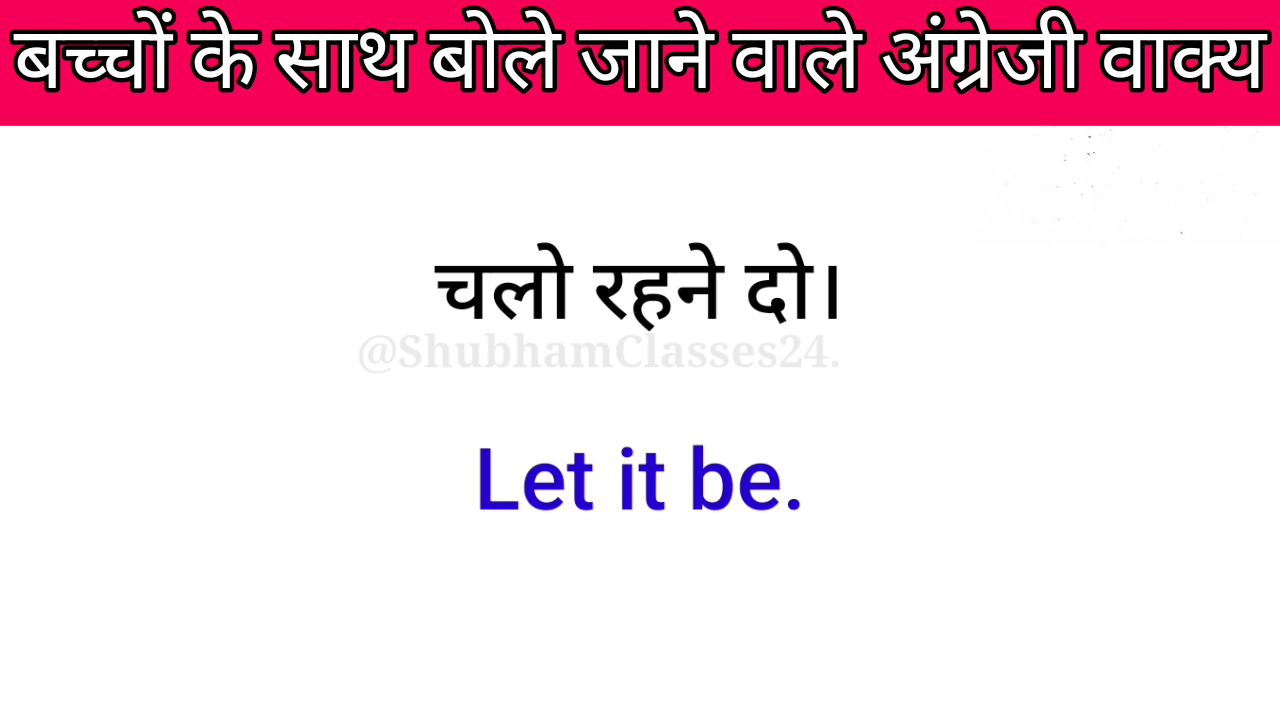 बच्चों के साथ बोले जाने वाले अंग्रेजी वाक्य
चलो रहने दो।
@ShubhamClasses24.
Let it be.